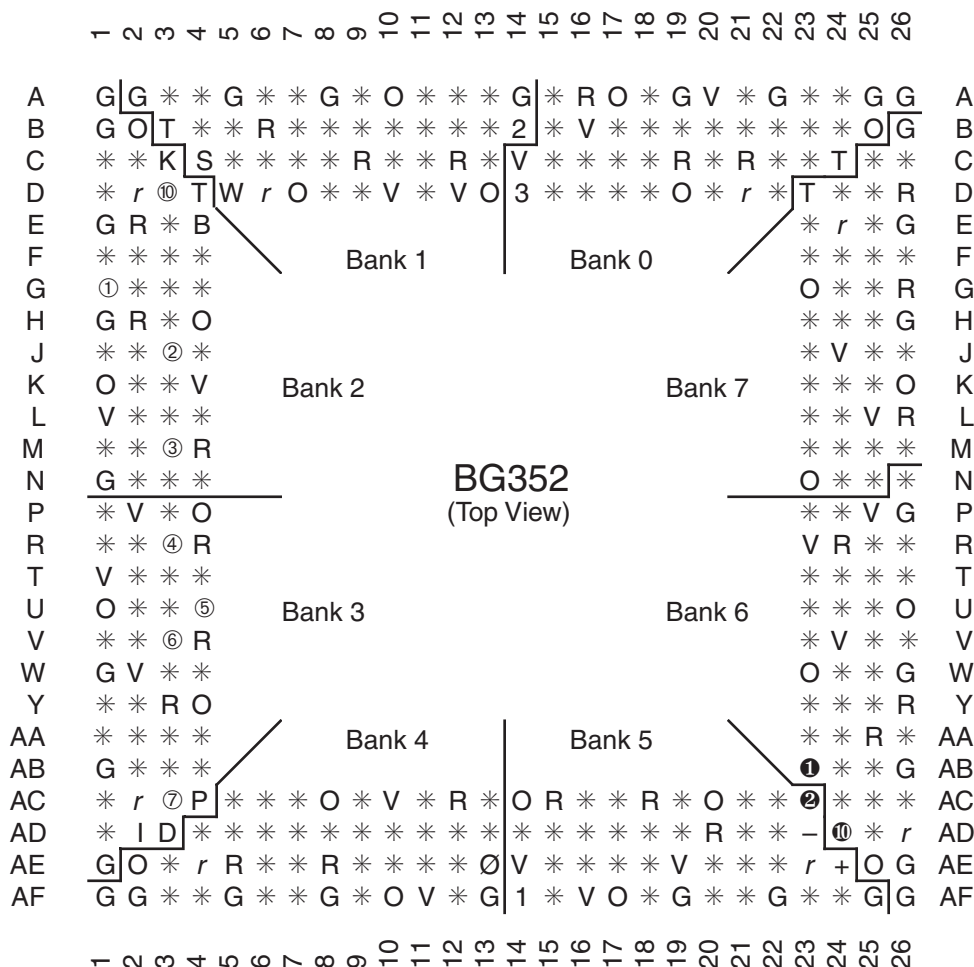 1 2 3 4 5 6 7 8 9 10 11 12 13 14 15 16 17 18 19 20 21 22 23 24 25 26
A G G ✳ ✳ G ✳ ✳ G ✳ O ✳ ✳ ✳ G ✳ R O ✳ G V ✳ G ✳ ✳ G G A
B G O T ✳ ✳ R ✳ ✳ ✳ ✳ ✳ ✳ ✳ 2 ✳ V ✳ ✳ ✳ ✳ ✳ ✳ ✳ ✳ O G B
C ✳ ✳ K S ✳ ✳ ✳ ✳ R ✳ ✳ R ✳ V ✳ ✳ ✳ ✳ R ✳ R ✳ ✳ T ✳ ✳ C
D ✳ r ⑩ T W r O ✳ ✳ V ✳ V O 3 ✳ ✳ ✳ ✳ O ✳ r ✳ T ✳ ✳ R D
E G R ✳ B ✳ r ✳ G E
F ✳ ✳ ✳ ✳ Bank 1 Bank 0 ✳ ✳ ✳ ✳ F
G ① ✳ ✳ ✳ O ✳ ✳ R G
H G R ✳ O ✳ ✳ ✳ G H
J ✳ ✳ ② ✳ ✳ V ✳ ✳ J
K O ✳ ✳ V Bank 2 Bank 7 ✳ ✳ ✳ O K
L V ✳ ✳ ✳ ✳ ✳ V R L
M ✳ ✳ ③ R ✳ ✳ ✳ ✳ M
N G ✳ ✳ ✳ BG352 O ✳ ✳ ✳ N
P ✳ V ✳ O (Top View) ✳ ✳ V G P
R ✳ ✳ ④ R V R ✳ ✳ R
T V ✳ ✳ ✳ ✳ ✳ ✳ ✳ T
U O ✳ ✳ ⑤ Bank 3 Bank 6 ✳ ✳ ✳ O U
V ✳ ✳ ⑥ R ✳ V ✳ ✳ V
W G V ✳ ✳ O ✳ ✳ G W
Y ✳ ✳ R O ✳ ✳ ✳ R Y
AA ✳ ✳ ✳ ✳ Bank 4 Bank 5 ✳ ✳ R ✳ AA
AB G ✳ ✳ ✳ ❶ ✳ ✳ G AB
AC ✳ r ⑦ P ✳ ✳ ✳ O ✳ V ✳ R ✳ O R ✳ ✳ R ✳ O ✳ ✳ ❷ ✳ ✳ ✳ AC
AD ✳ I D ✳ ✳ ✳ ✳ ✳ ✳ ✳ ✳ ✳ ✳ ✳ ✳ ✳ ✳ ✳ ✳ R ✳ ✳ – ❿ ✳ r AD
AE G O ✳ r R ✳ ✳ R ✳ ✳ ✳ ✳ Ø V ✳ ✳ ✳ ✳ V ✳ ✳ ✳ r + O G AE
AF G G ✳ ✳ G ✳ ✳ G ✳ O V ✳ G 1 ✳ V O ✳ G ✳ ✳ G ✳ ✳ G G AF
1 2 3 4 5 6 7 8 9 10 11 12 13 14 15 16 17 18 19 20 21 22 23 24 25 26